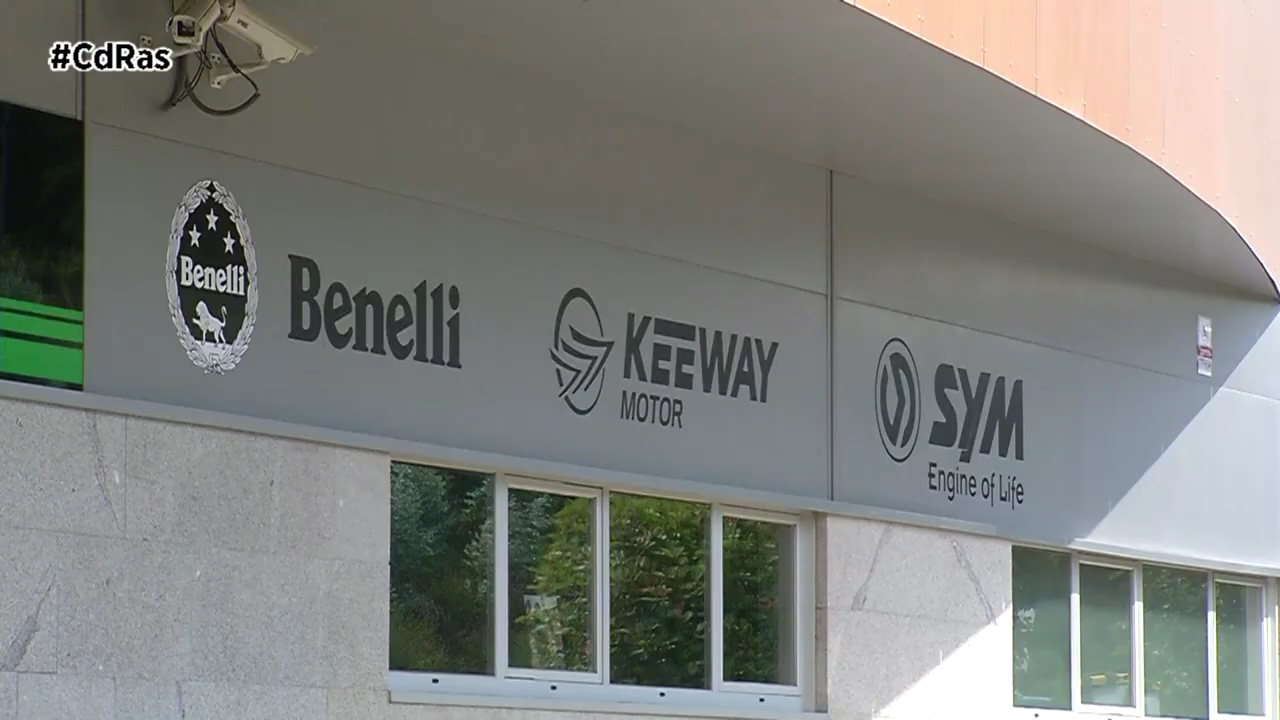 #CdRas
Benelli
Benelli
KEEWAY
MOTOR
SYM
Engine of Life